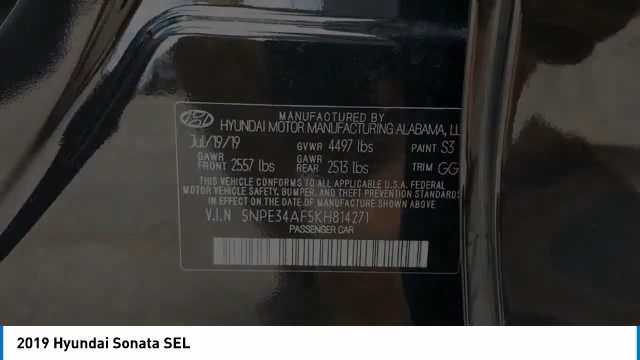 MANUFACTURED BY
HYUNDAI MOTOR MANUFACTURING ALABAMA, LL
Jul/19/19 GVWR 4497 lbs PAINT S3
GAWR FRONT 2557 lbs GAWR REAR 2513 lbs TRIM GG
THIS VEHICLE CONFORMS TO ALL APPLICABLE U.S.A. FEDERAL
MOTOR VEHICLE SAFETY, BUMPER, AND THEFT PREVENTION STANDARDS
IN EFFECT ON THE DATE OF MANUFACTURE SHOWN ABOVE.
V.I.N 5NPE34AF5KH814271
PASSENGER CAR
2019 Hyundai Sonata SEL